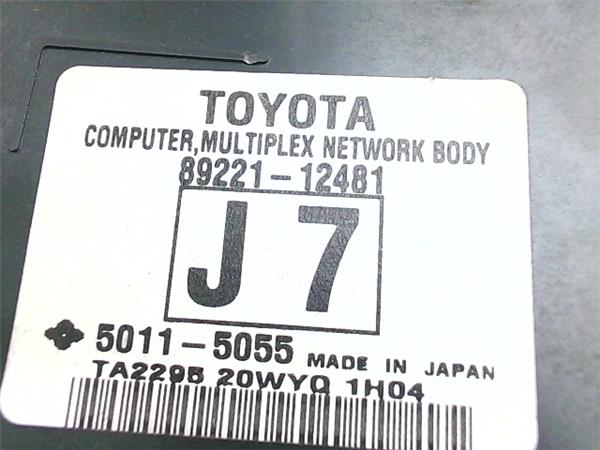 TOYOTA
COMPUTER,MULTIPLEX NETWORK BODY
89221-12481
J 7
5011-5055 MADE IN JAPAN
TA2295 20WYQ 1H04